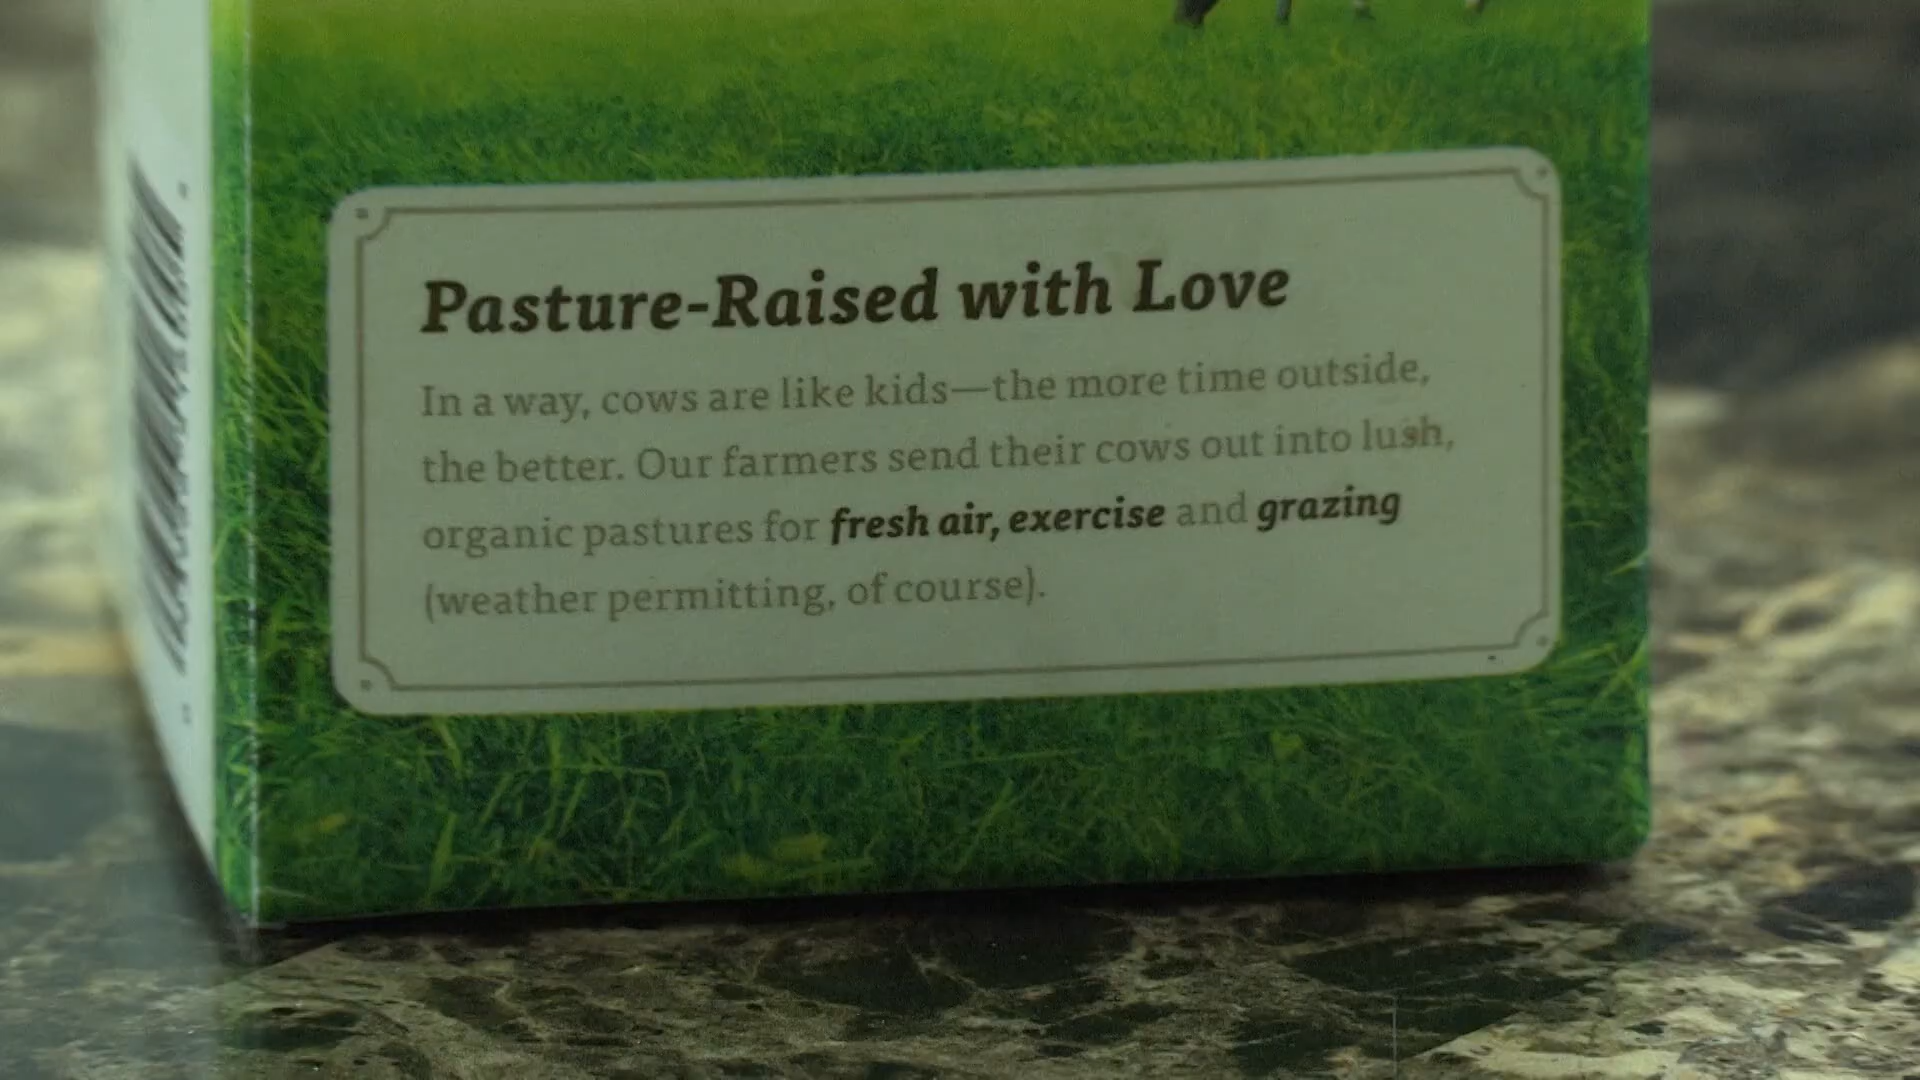 Pasture-Raised with Love
In a way, cows are like kids—the more time outside,
the better. Our farmers send their cows out into lush,
organic pastures for fresh air, exercise and grazing
(weather permitting, of course).